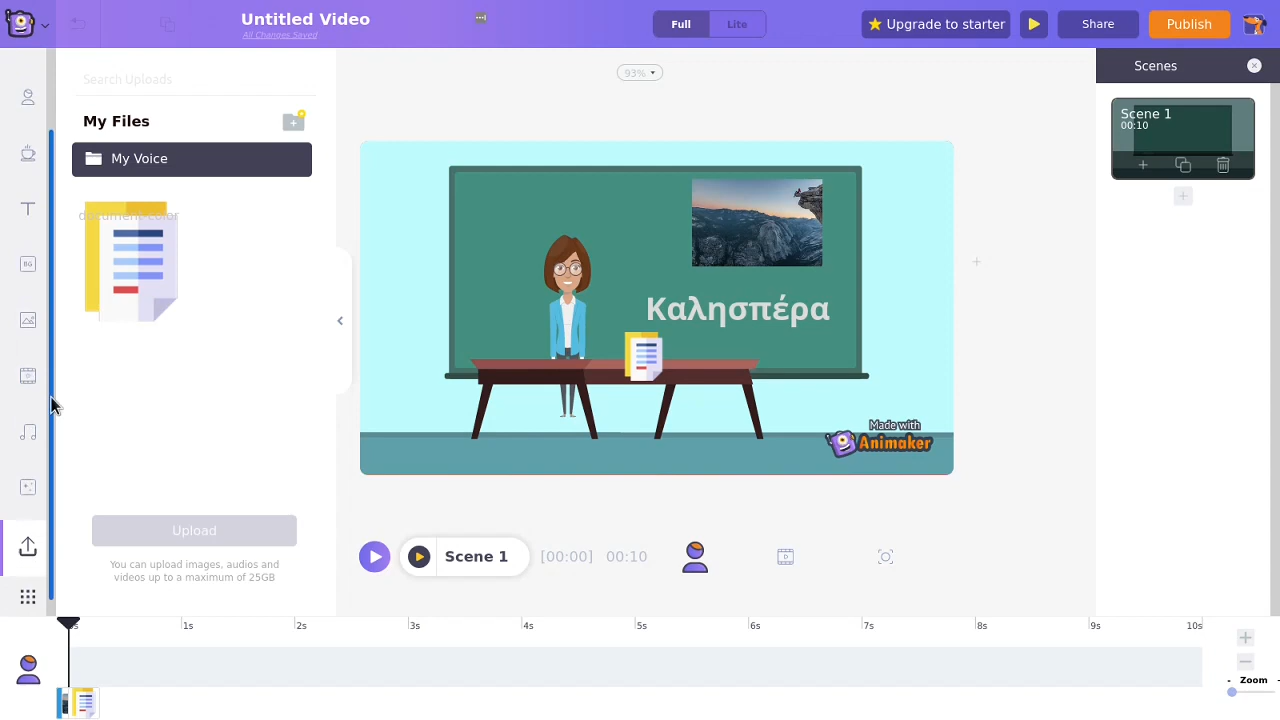 Untitled Video
All Changes Saved
Full
Lite
Upgrade to starter
Share
Publish
Search Uploads
93%
Scenes
My Files
My Voice
Scene 1
00:10
document-color
BG
Καλησπέρα
Made with
Animaker
Upload
You can upload images, audios and
videos up to a maximum of 25GB
Scene 1
[00:00]
00:10
1s
2s
3s
4s
5s
6s
7s
8s
9s
10s
- Zoom